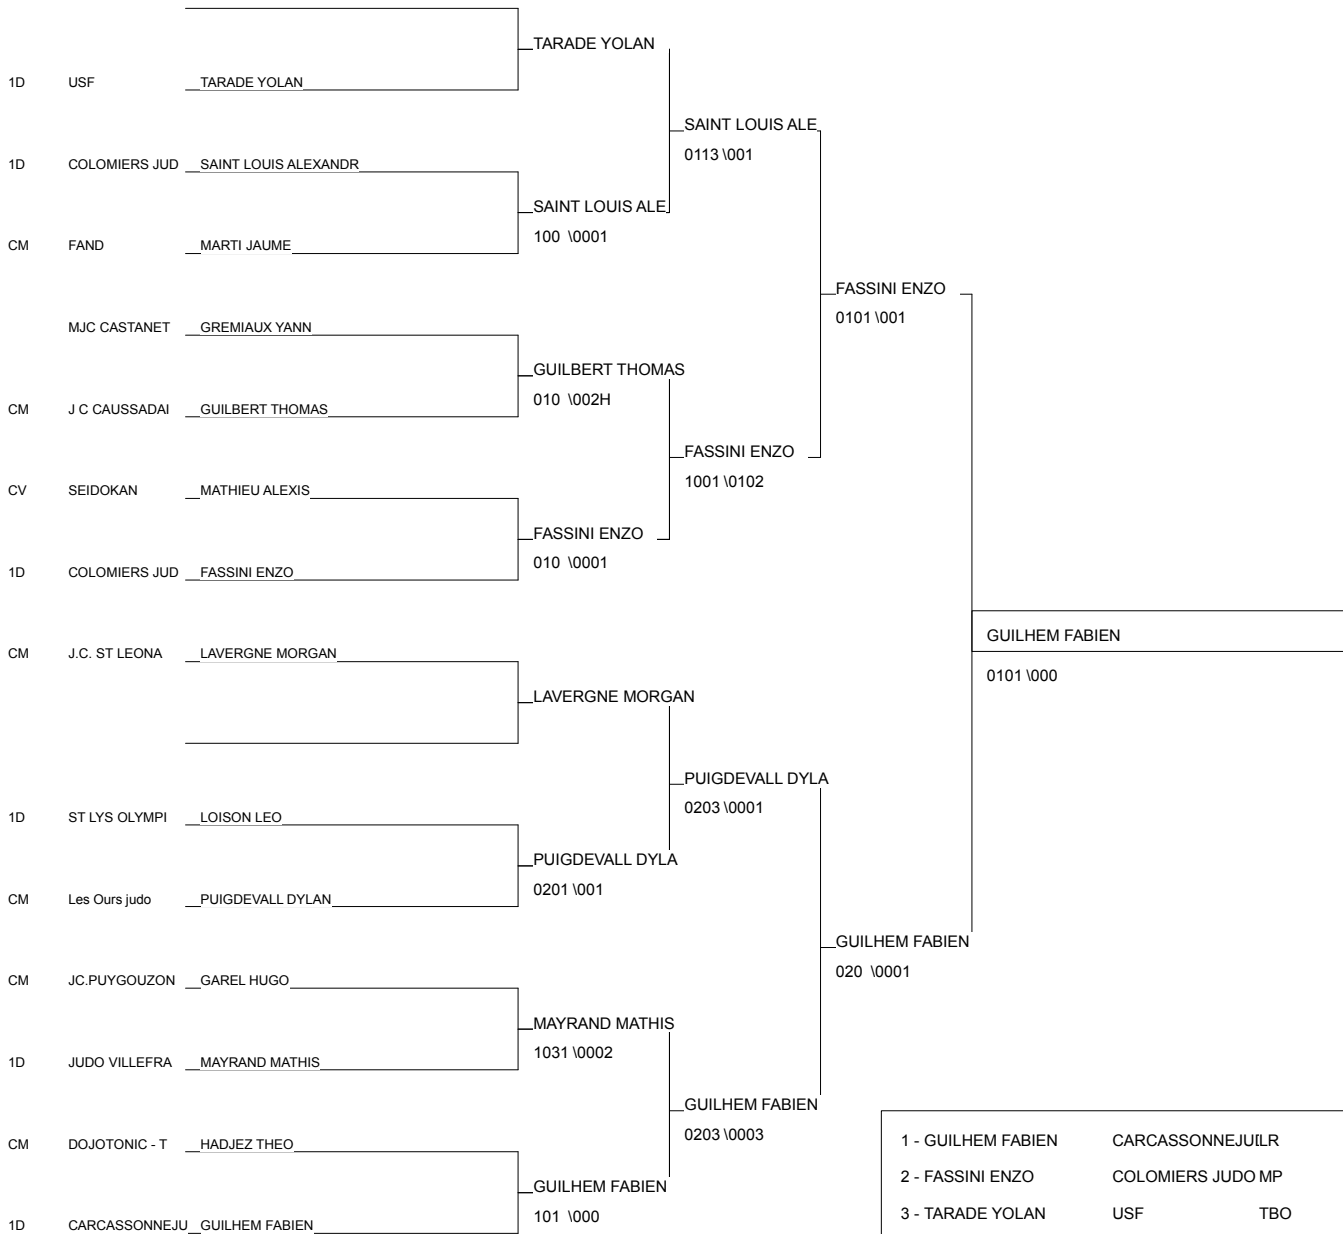 TARADE YOLAN
1D USF TARADE YOLAN
SAINT LOUIS ALE
0113 \001
1D COLOMIERS JUD SAINT LOUIS ALEXANDR
SAINT LOUIS ALE
100 \0001
CM FAND MARTI JAUME
FASSINI ENZO
0101 \001
MJC CASTANET GREMIAUX YANN
GUILBERT THOMAS
010 \002H
CM J C CAUSSADAI GUILBERT THOMAS
FASSINI ENZO
1001 \0102
CV SEIDOKAN MATHIEU ALEXIS
FASSINI ENZO
010 \0001
1D COLOMIERS JUD FASSINI ENZO
GUILHEM FABIEN
0101 \000
CM J.C. ST LEONA LAVERGNE MORGAN
LAVERGNE MORGAN
PUIGDEVALL DYLA
0203 \0001
1D ST LYS OLYMPI LOISON LEO
PUIGDEVALL DYLA
0201 \001
CM Les Ours judo PUIGDEVALL DYLAN
GUILHEM FABIEN
020 \0001
CM JC.PUYGOUZON GAREL HUGO
MAYRAND MATHIS
1031 \0002
1D JUDO VILLEFRA MAYRAND MATHIS
GUILHEM FABIEN
0203 \0003
CM DOJOTONIC - T HADJEZ THEO
GUILHEM FABIEN
101 \000
1D CARCASSONNEJU GUILHEM FABIEN
1 - GUILHEM FABIEN CARCASSONNEJU LR
2 - FASSINI ENZO COLOMIERS JUDO MP
3 - TARADE YOLAN USF TBO